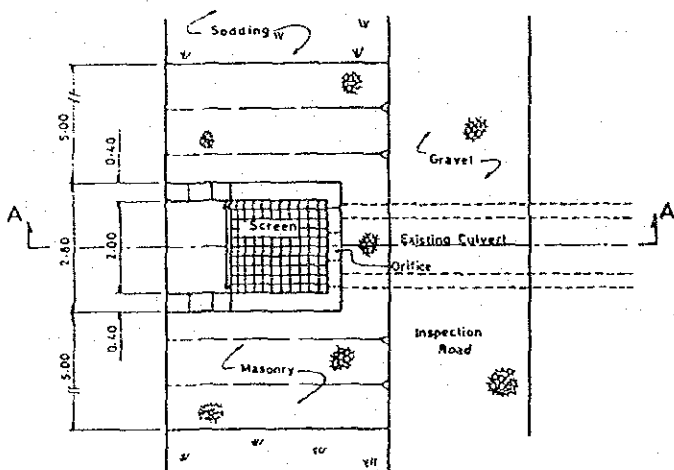 Sodding
5.00
0.40
Gravel
A
A
2.80
2.00
Screen
Existing Culvert
Orifice
0.40
5.00
Inspection
Road
Masonry